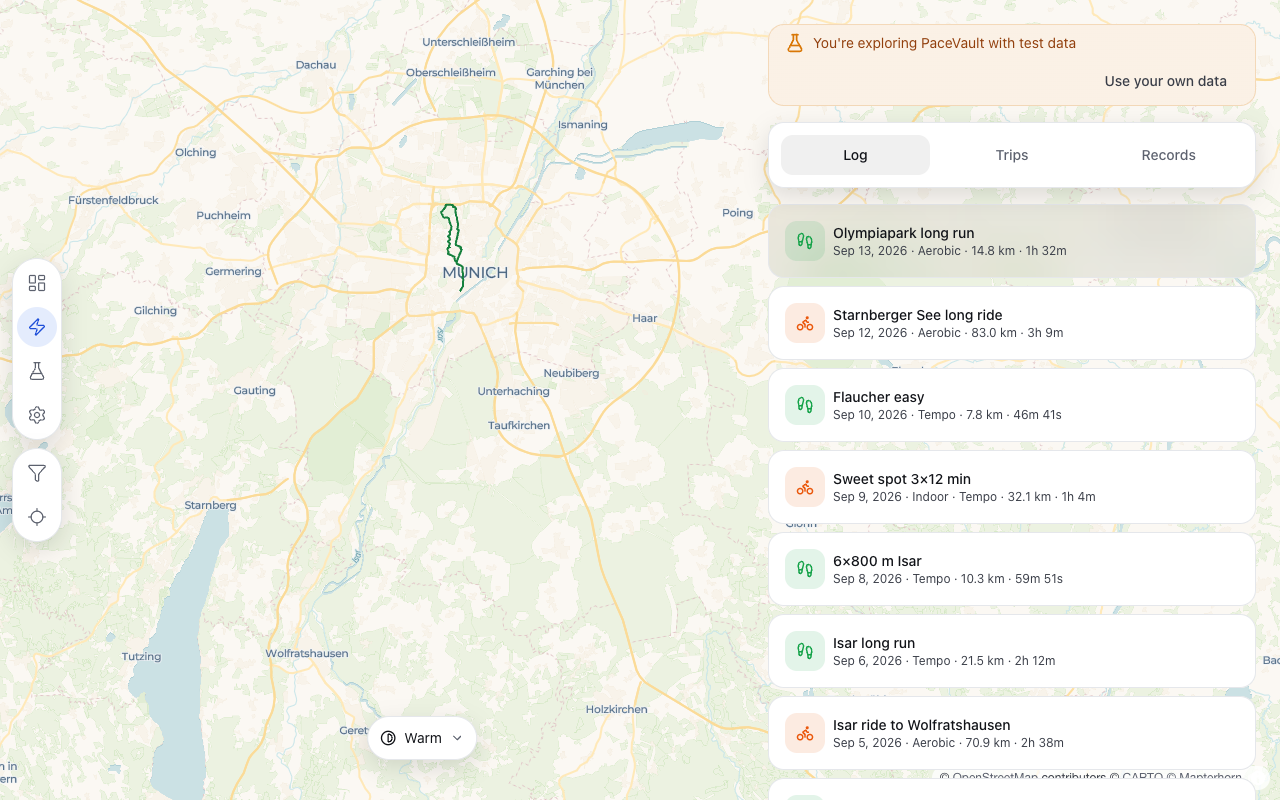 You're exploring PaceVault with test data
Use your own data
Log
Trips
Records
Olympiapark long run
Sep 13, 2026 · Aerobic · 14.8 km · 1h 32m
Starnberger See long ride
Sep 12, 2026 · Aerobic · 83.0 km · 3h 9m
Flaucher easy
Sep 10, 2026 · Tempo · 7.8 km · 46m 41s
Sweet spot 3×12 min
Sep 9, 2026 · Indoor · Tempo · 32.1 km · 1h 4m
6×800 m Isar
Sep 8, 2026 · Tempo · 10.3 km · 59m 51s
Isar long run
Sep 6, 2026 · Tempo · 21.5 km · 2h 12m
Isar ride to Wolfratshausen
Sep 5, 2026 · Aerobic · 70.9 km · 2h 38m
© OpenStreetMap contributors © CARTO © Mapterhorn
Unterschleißheim
Dachau
Oberschleißheim
Garching bei
München
Ismaning
Olching
Fürstenfeldbruck
Puchheim
Poing
Germering
MUNICH
Gilching
Haar
Isar
Neubiberg
Gauting
Unterhaching
Taufkirchen
Starnberg
Glonn
Isar
Tutzing
Wolfratshausen
Holzkirchen
Warm